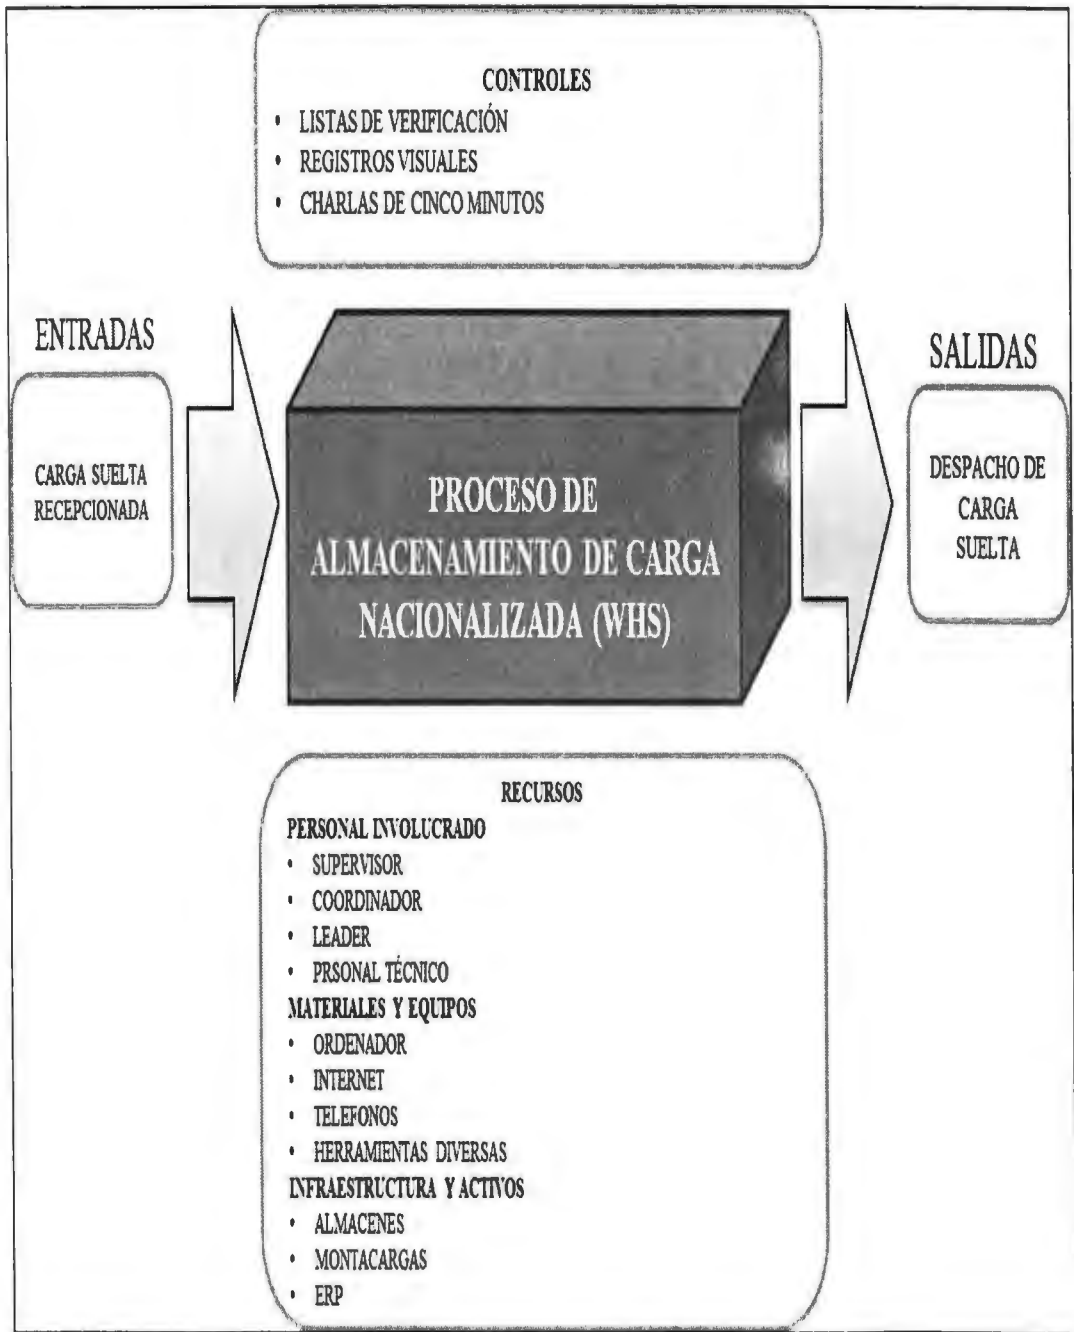 CONTROLES
• LISTAS DE VERIFICACIÓN
• REGISTROS VISUALES
• CHARLAS DE CINCO MINUTOS
ENTRADAS
CARGA SUELTA
RECEPCIONADA
PROCESO DE
ALMACENAMIENTO DE CARGA
NACIONALIZADA (WHS)
SALIDAS
DESPACHO DE
CARGA
SUELTA
RECURSOS
PERSONAL INVOLUCRADO
• SUPERVISOR
• COORDINADOR
• LEADER
• PRSONAL TÉCNICO
MATERIALES Y EQUIPOS
• ORDENADOR
• INTERNET
• TELEFONOS
• HERRAMIENTAS DIVERSAS
INFRAESTRUCTURA Y ACTIVOS
• ALMACENES
• MONTACARGAS
• ERP